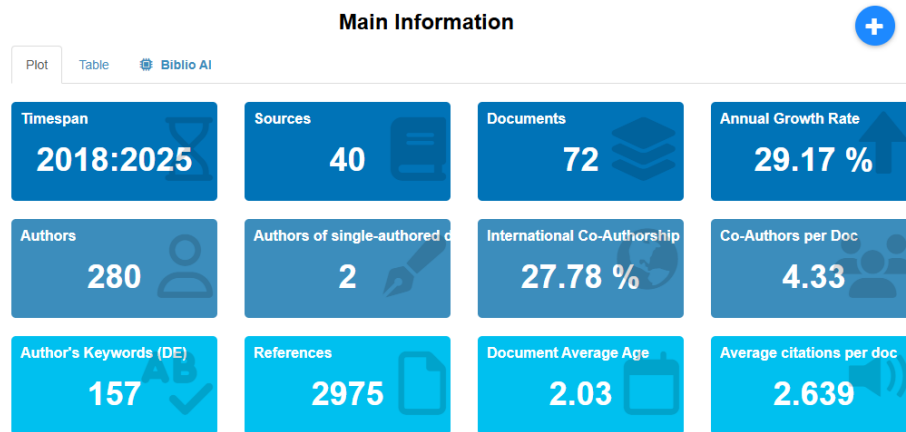 Main Information
Plot
Table
Biblio AI
Timespan
2018:2025
Sources
40
Documents
72
Annual Growth Rate
29.17 %
Authors
280
Authors of single-authored d
2
International Co-Authorship
27.78 %
Co-Authors per Doc
4.33
Author's Keywords (DE)
157
AB
References
2975
Document Average Age
2.03
Average citations per doc
2.639